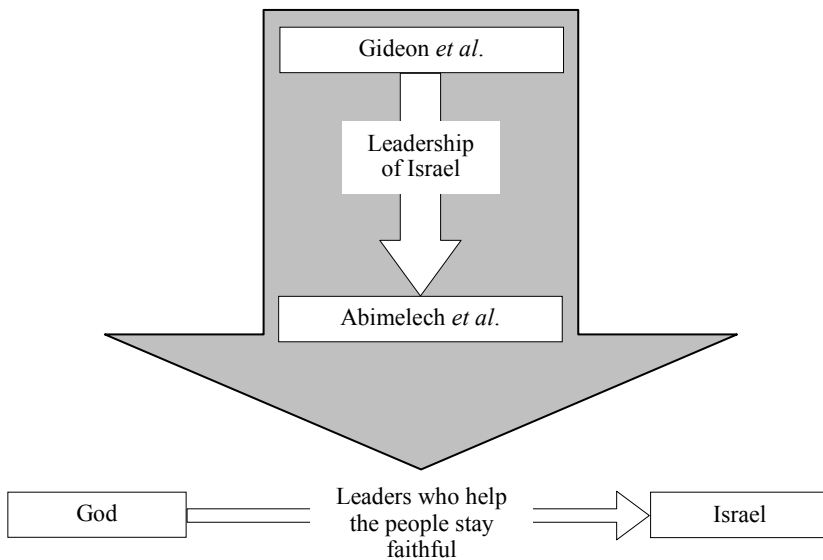 Gideon et al.
Leadership
of Israel
Abimelech et al.
God
Leaders who help
the people stay
faithful
Israel